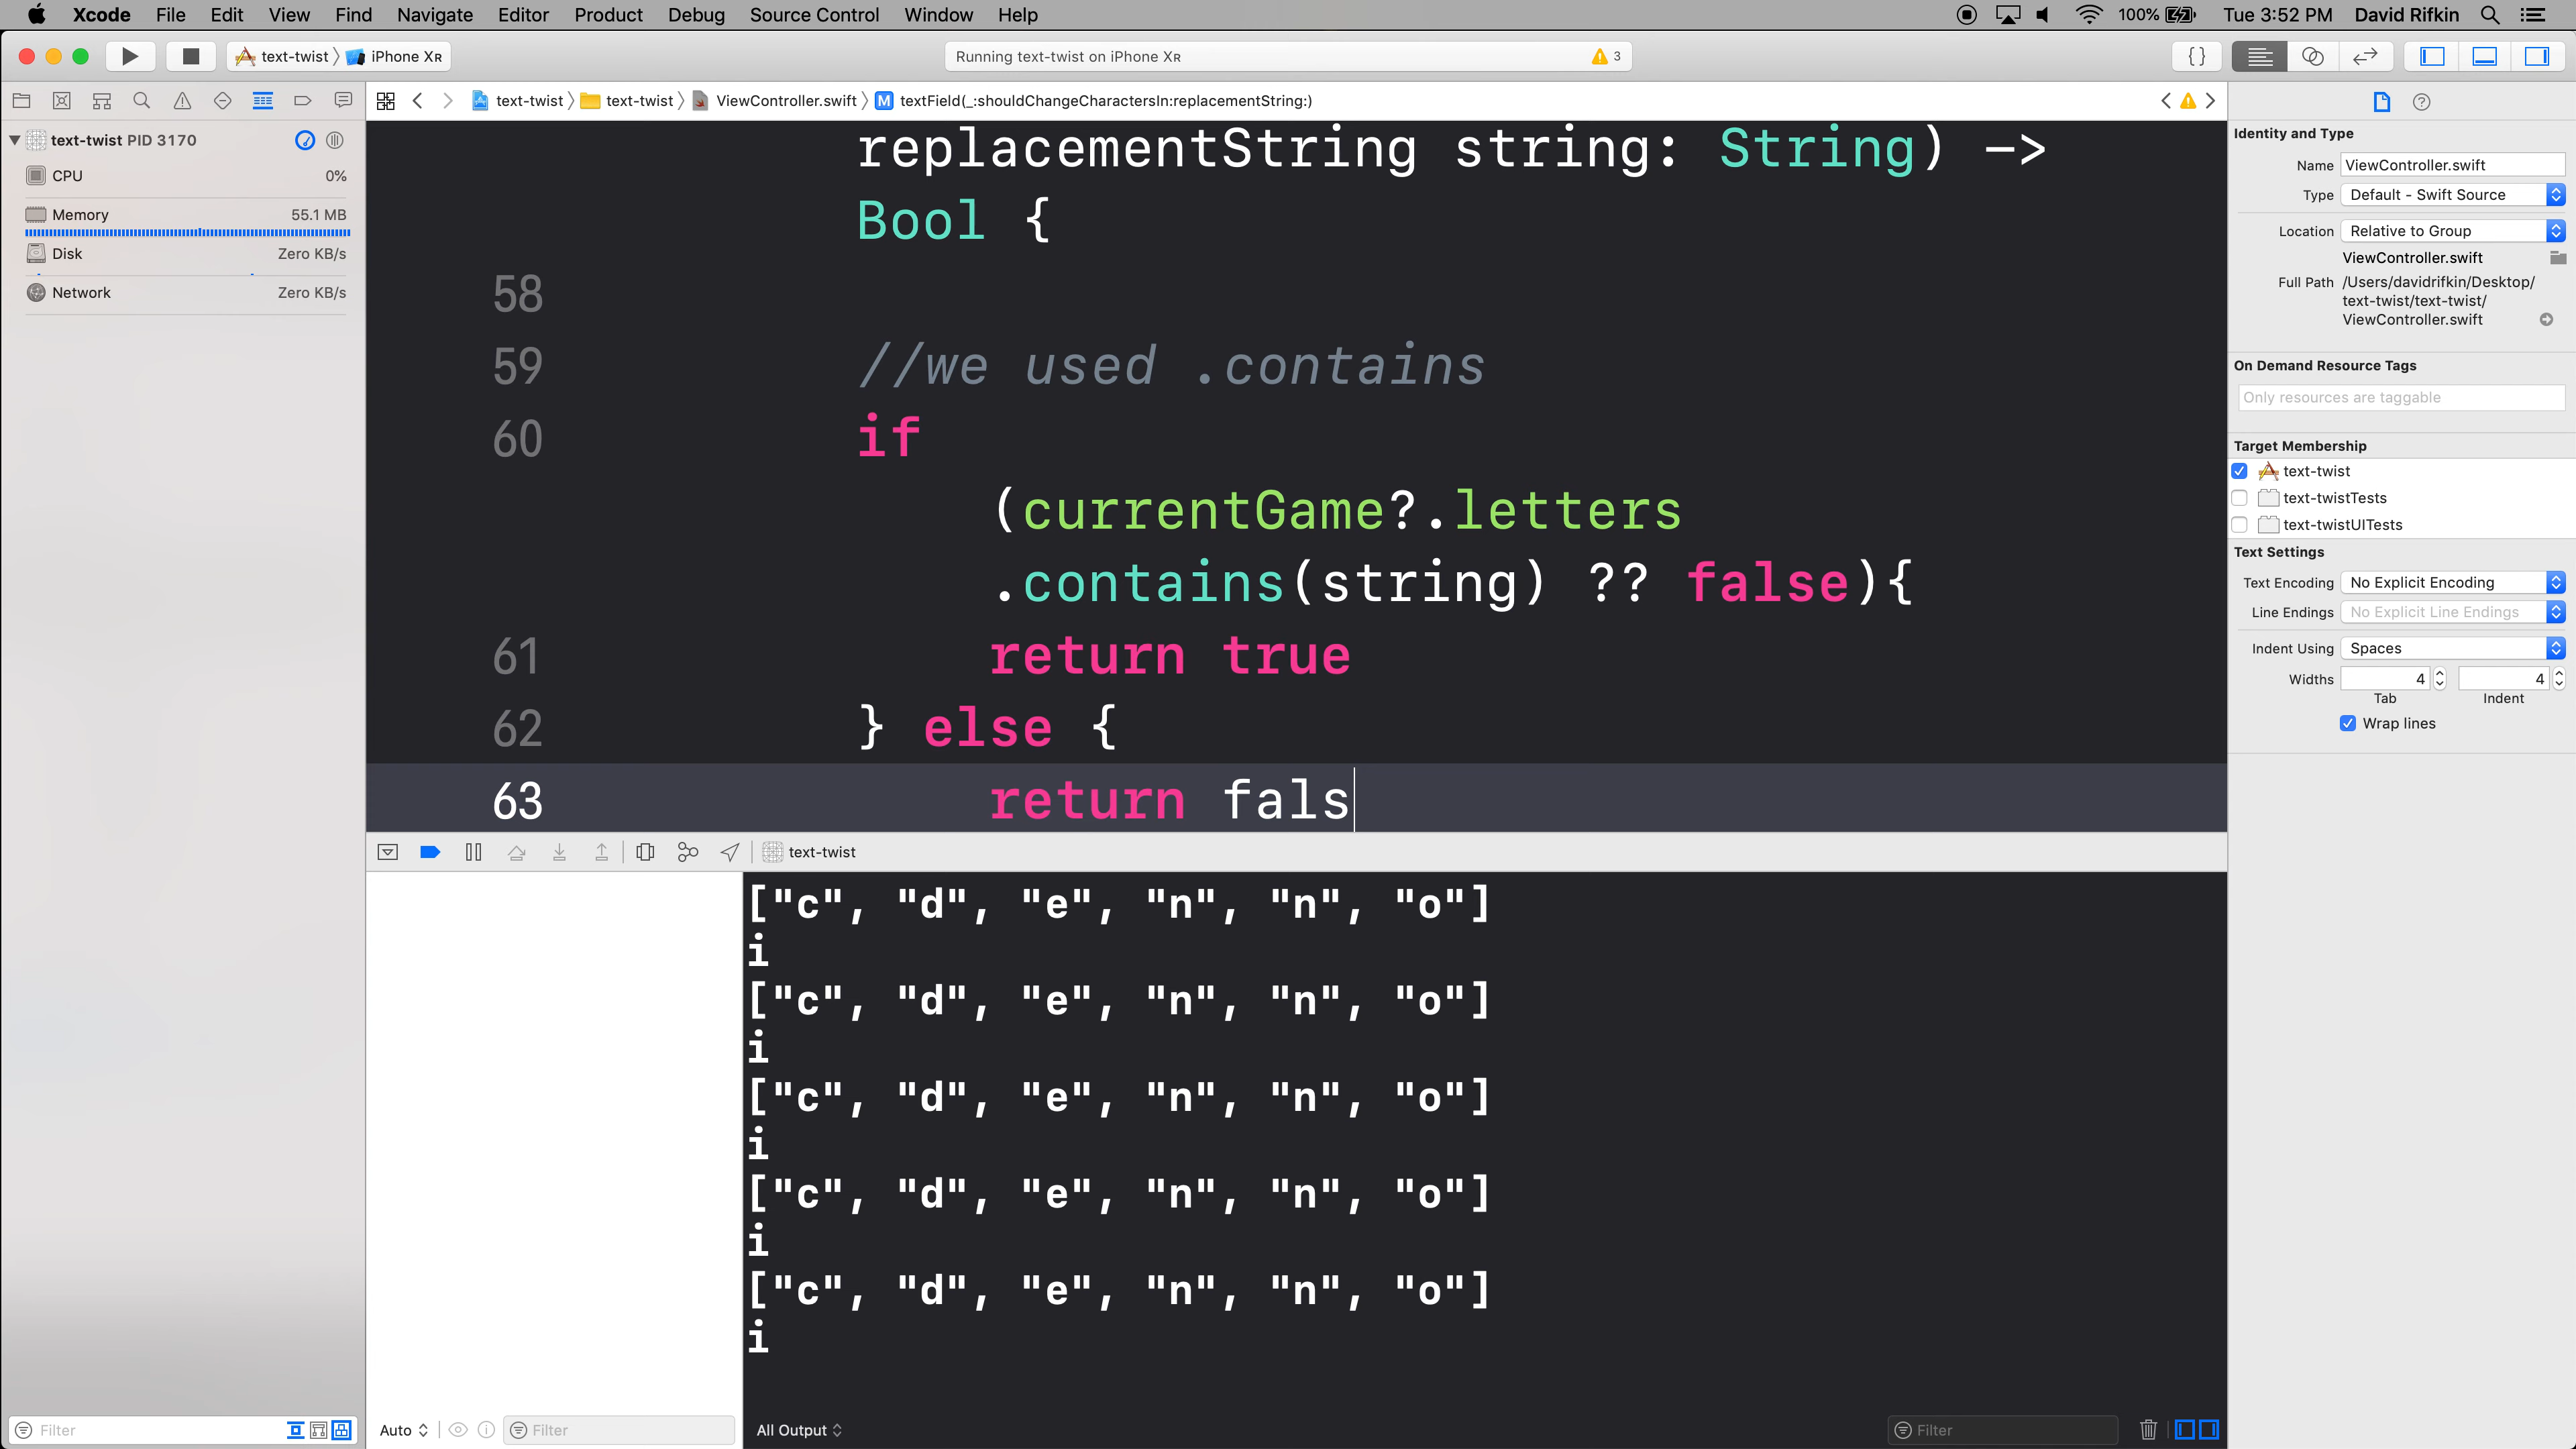 Xcode File Edit View Find Navigate Editor Product Debug Source Control Window Help 100% Tue 3:52 PM David Rifkin
text-twist iPhone XR Running text-twist on iPhone XR 3
text-twist text-twist ViewController.swift M textField(_:shouldChangeCharactersIn:replacementString:)
text-twist PID 3170
CPU 0%
Memory 55.1 MB
Disk Zero KB/s
Network Zero KB/s
Filter
replacementString string: String) ->
Bool {
58
59 //we used .contains
60 if
(currentGame?.letters
.contains(string) ?? false){
61 return true
62 } else {
63 return fals
text-twist
["c", "d", "e", "n", "n", "o"]
i
["c", "d", "e", "n", "n", "o"]
i
["c", "d", "e", "n", "n", "o"]
i
["c", "d", "e", "n", "n", "o"]
i
["c", "d", "e", "n", "n", "o"]
i
Auto Filter All Output Filter
Identity and Type
Name ViewController.swift
Type Default - Swift Source
Location Relative to Group
ViewController.swift
Full Path /Users/davidrifkin/Desktop/
text-twist/text-twist/
ViewController.swift
On Demand Resource Tags
Only resources are taggable
Target Membership
text-twist
text-twistTests
text-twistUITests
Text Settings
Text Encoding No Explicit Encoding
Line Endings No Explicit Line Endings
Indent Using Spaces
Widths 4 4
Tab Indent
Wrap lines